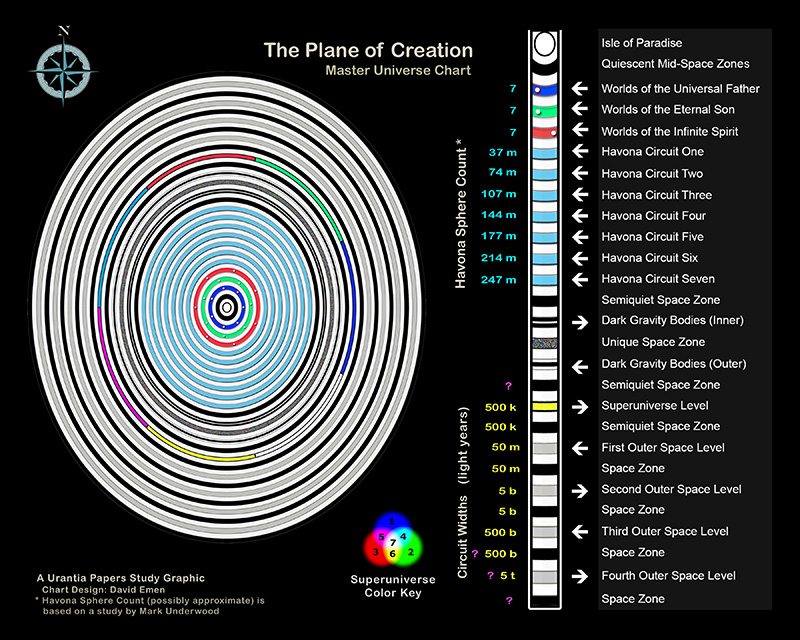 N
The Plane of Creation
Master Universe Chart
Isle of Paradise
Quiescent Mid-Space Zones
7 Worlds of the Universal Father
7 Worlds of the Eternal Son
7 Worlds of the Infinite Spirit
37 m Havona Circuit One
74 m Havona Circuit Two
107 m Havona Circuit Three
144 m Havona Circuit Four
177 m Havona Circuit Five
214 m Havona Circuit Six
247 m Havona Circuit Seven
Havona Sphere Count *
Semiquiet Space Zone
Dark Gravity Bodies (Inner)
Unique Space Zone
Dark Gravity Bodies (Outer)
? Semiquiet Space Zone
500 k Superuniverse Level
500 k Semiquiet Space Zone
50 m First Outer Space Level
50 m Space Zone
5 b Second Outer Space Level
5 b Space Zone
500 b Third Outer Space Level
? 500 b Space Zone
? 5 t Fourth Outer Space Level
? Space Zone
Circuit Widths (light years)
1
5 4
7
3 6 2
Superuniverse
Color Key
A Urantia Papers Study Graphic
Chart Design: David Emen
* Havona Sphere Count (possibly approximate) is
based on a study by Mark Underwood